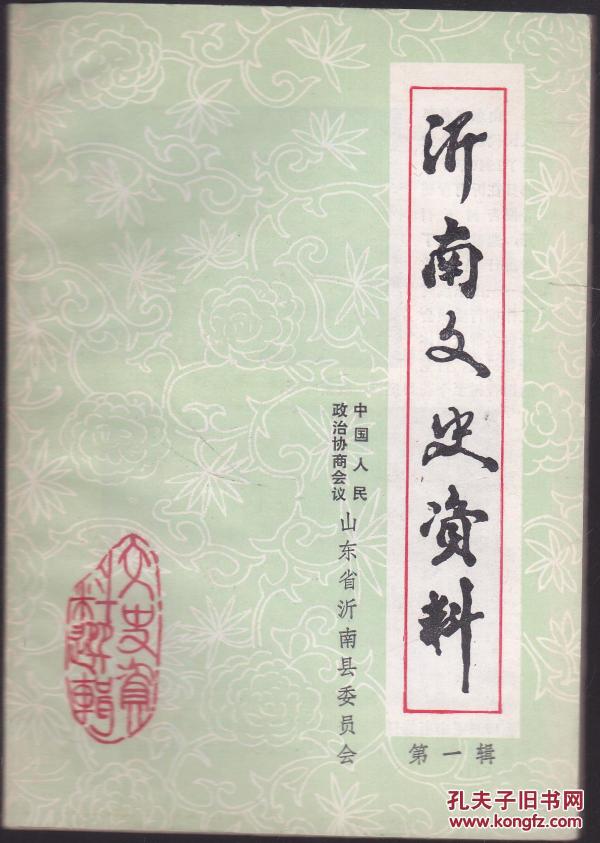 沂南文史资料
第一辑
中国人民
政治协商会议
山东省沂南县委员会
文史资
料选辑
孔夫子旧书网
www.kongfz.com